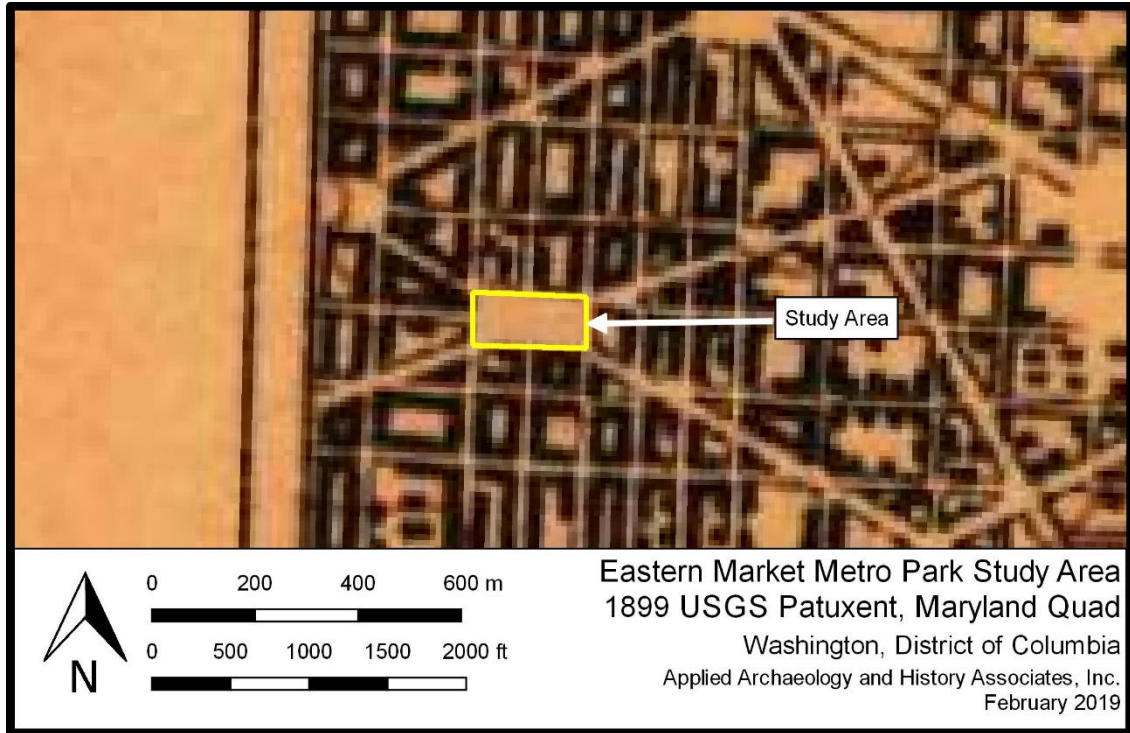 Study Area
N
0 200 400 600 m
0 500 1000 1500 2000 ft
Eastern Market Metro Park Study Area
1899 USGS Patuxent, Maryland Quad
Washington, District of Columbia
Applied Archaeology and History Associates, Inc.
February 2019